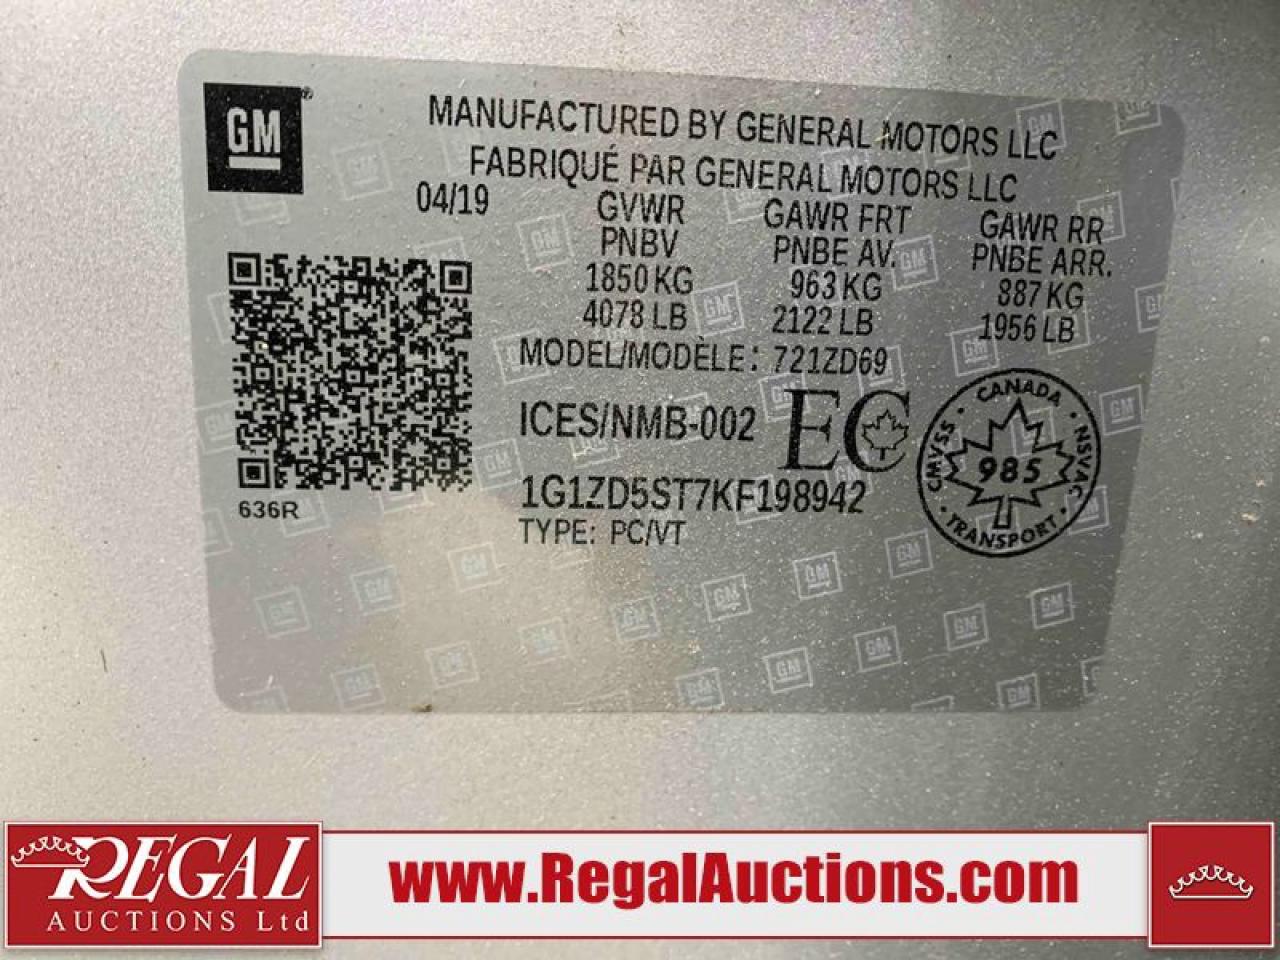 GM
MANUFACTURED BY GENERAL MOTORS LLC
FABRIQUÉ PAR GENERAL MOTORS LLC
04/19
GVWR GAWR FRT GAWR RR
PNBV PNBE AV. PNBE ARR.
1850 KG 963 KG 887 KG
4078 LB 2122 LB 1956 LB
MODEL/MODÈLE: 721ZD69
ICES/NMB-002 EC
1G1ZD5ST7KF198942
TYPE: PC/VT
636R
CANADA
CMVSS 985 NSVAC
TRANSPORT
REGAL
AUCTIONS Ltd
www.RegalAuctions.com